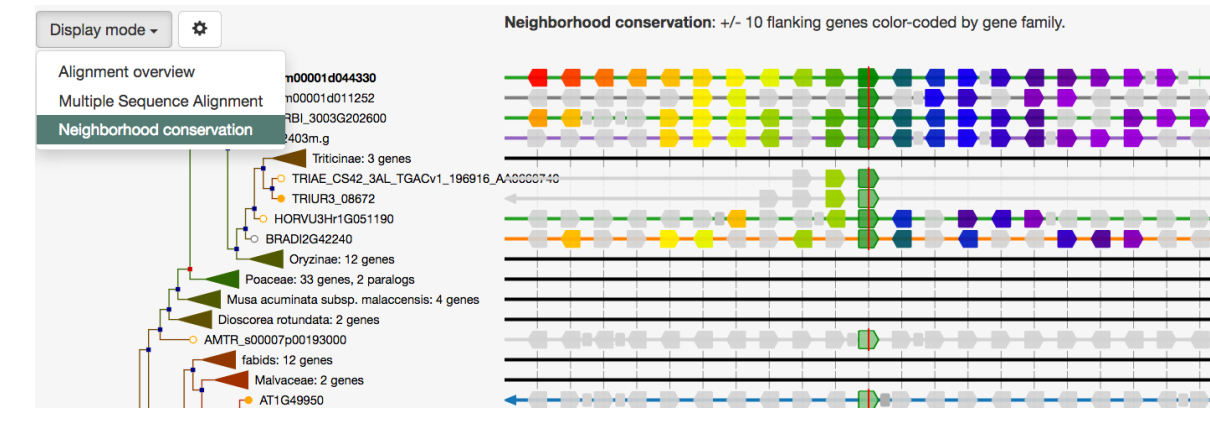 Display mode
Neighborhood conservation: +/- 10 flanking genes color-coded by gene family.
Alignment overview
m00001d044330
Multiple Sequence Alignment
m00001d011252
Neighborhood conservation
RBI_3003G202600
2403m.g
Triticinae: 3 genes
TRIAE_CS42_3AL_TGACv1_196916_AA0660740
TRIUR3_08672
HORVU3Hr1G051190
BRADI2G42240
Oryzinae: 12 genes
Poaceae: 33 genes, 2 paralogs
Musa acuminata subsp. malaccensis: 4 genes
Dioscorea rotundata: 2 genes
AMTR_s00007p00193000
fabids: 12 genes
Malvaceae: 2 genes
AT1G49950